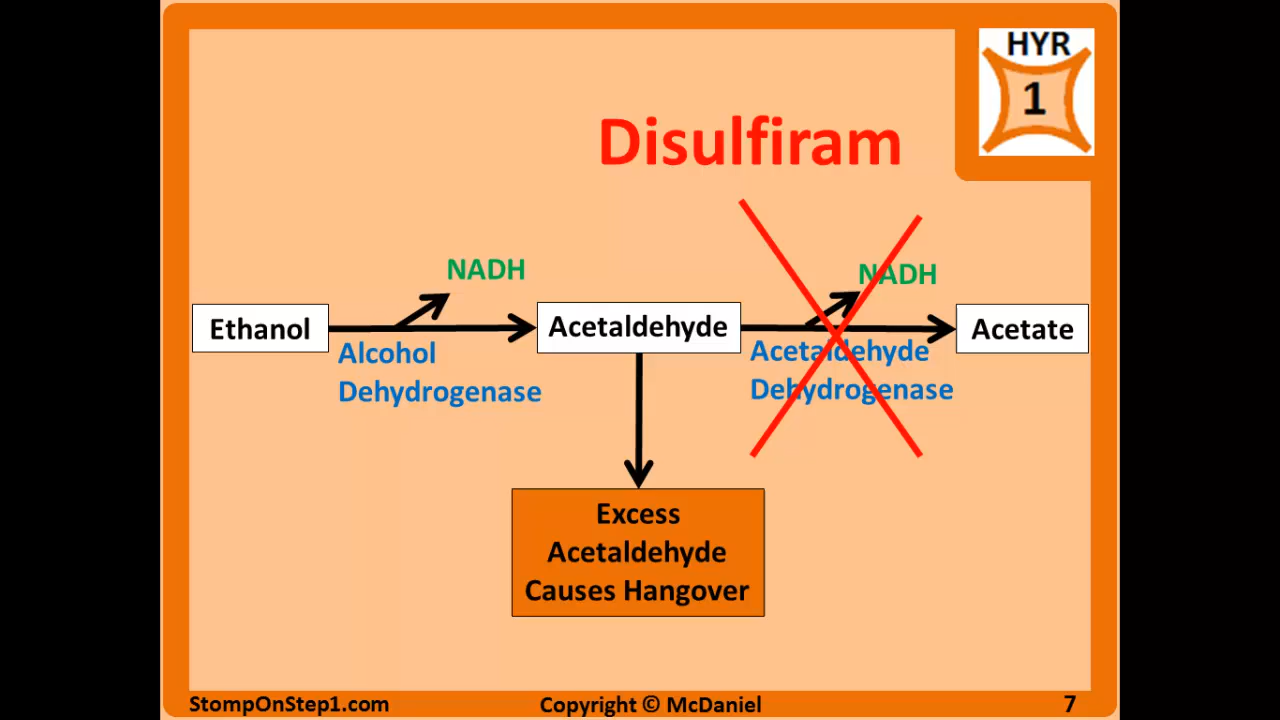 HYR
1
Disulfiram
NADH
NADH
Ethanol
Acetaldehyde
Acetate
Alcohol
Dehydrogenase
Acetaldehyde
Dehydrogenase
Excess
Acetaldehyde
Causes Hangover
StompOnStep1.com
Copyright © McDaniel
7